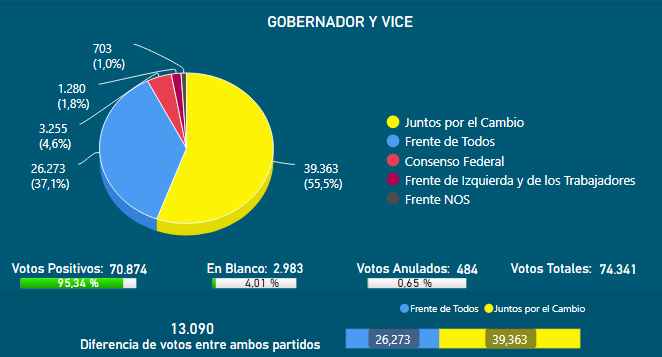 GOBERNADOR Y VICE
703
(1,0%)
1.280
(1,8%)
3.255
(4,6%)
26.273
(37,1%)
39.363
(55,5%)
Juntos por el Cambio
Frente de Todos
Consenso Federal
Frente de Izquierda y de los Trabajadores
Frente NOS
Votos Positivos: 70.874
95,34 %
En Blanco: 2.983
4,01 %
Votos Anulados: 484
0,65 %
Votos Totales: 74.341
Frente de Todos Juntos por el Cambio
13.090
Diferencia de votos entre ambos partidos
26,273 39,363